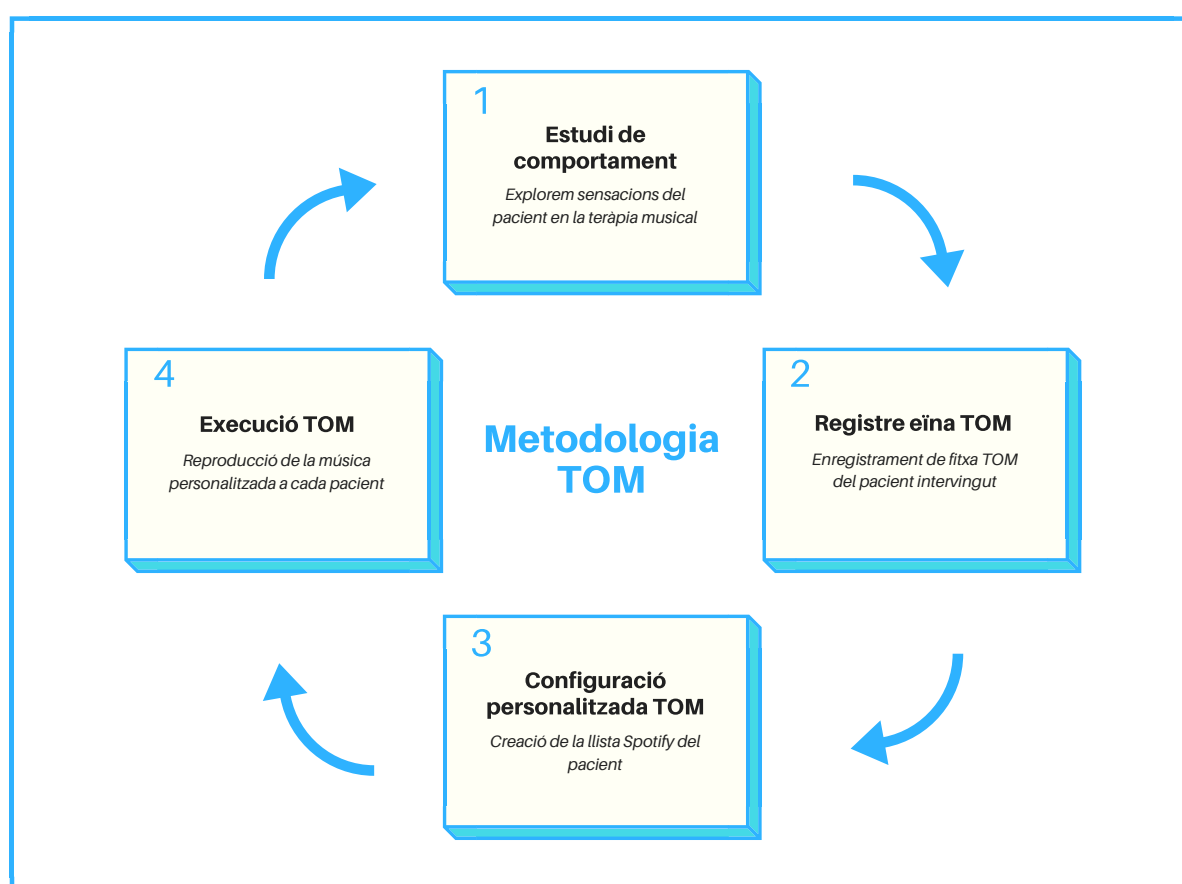 1
Estudi de
comportament
Explorem sensacions del
pacient en la teràpia musical
2
Registre eïna TOM
Enregistrament de fitxa TOM
del pacient intervingut
3
Configuració
personalitzada TOM
Creació de la llista Spotify del
pacient
4
Execució TOM
Reproducció de la música
personalitzada a cada pacient
Metodologia
TOM